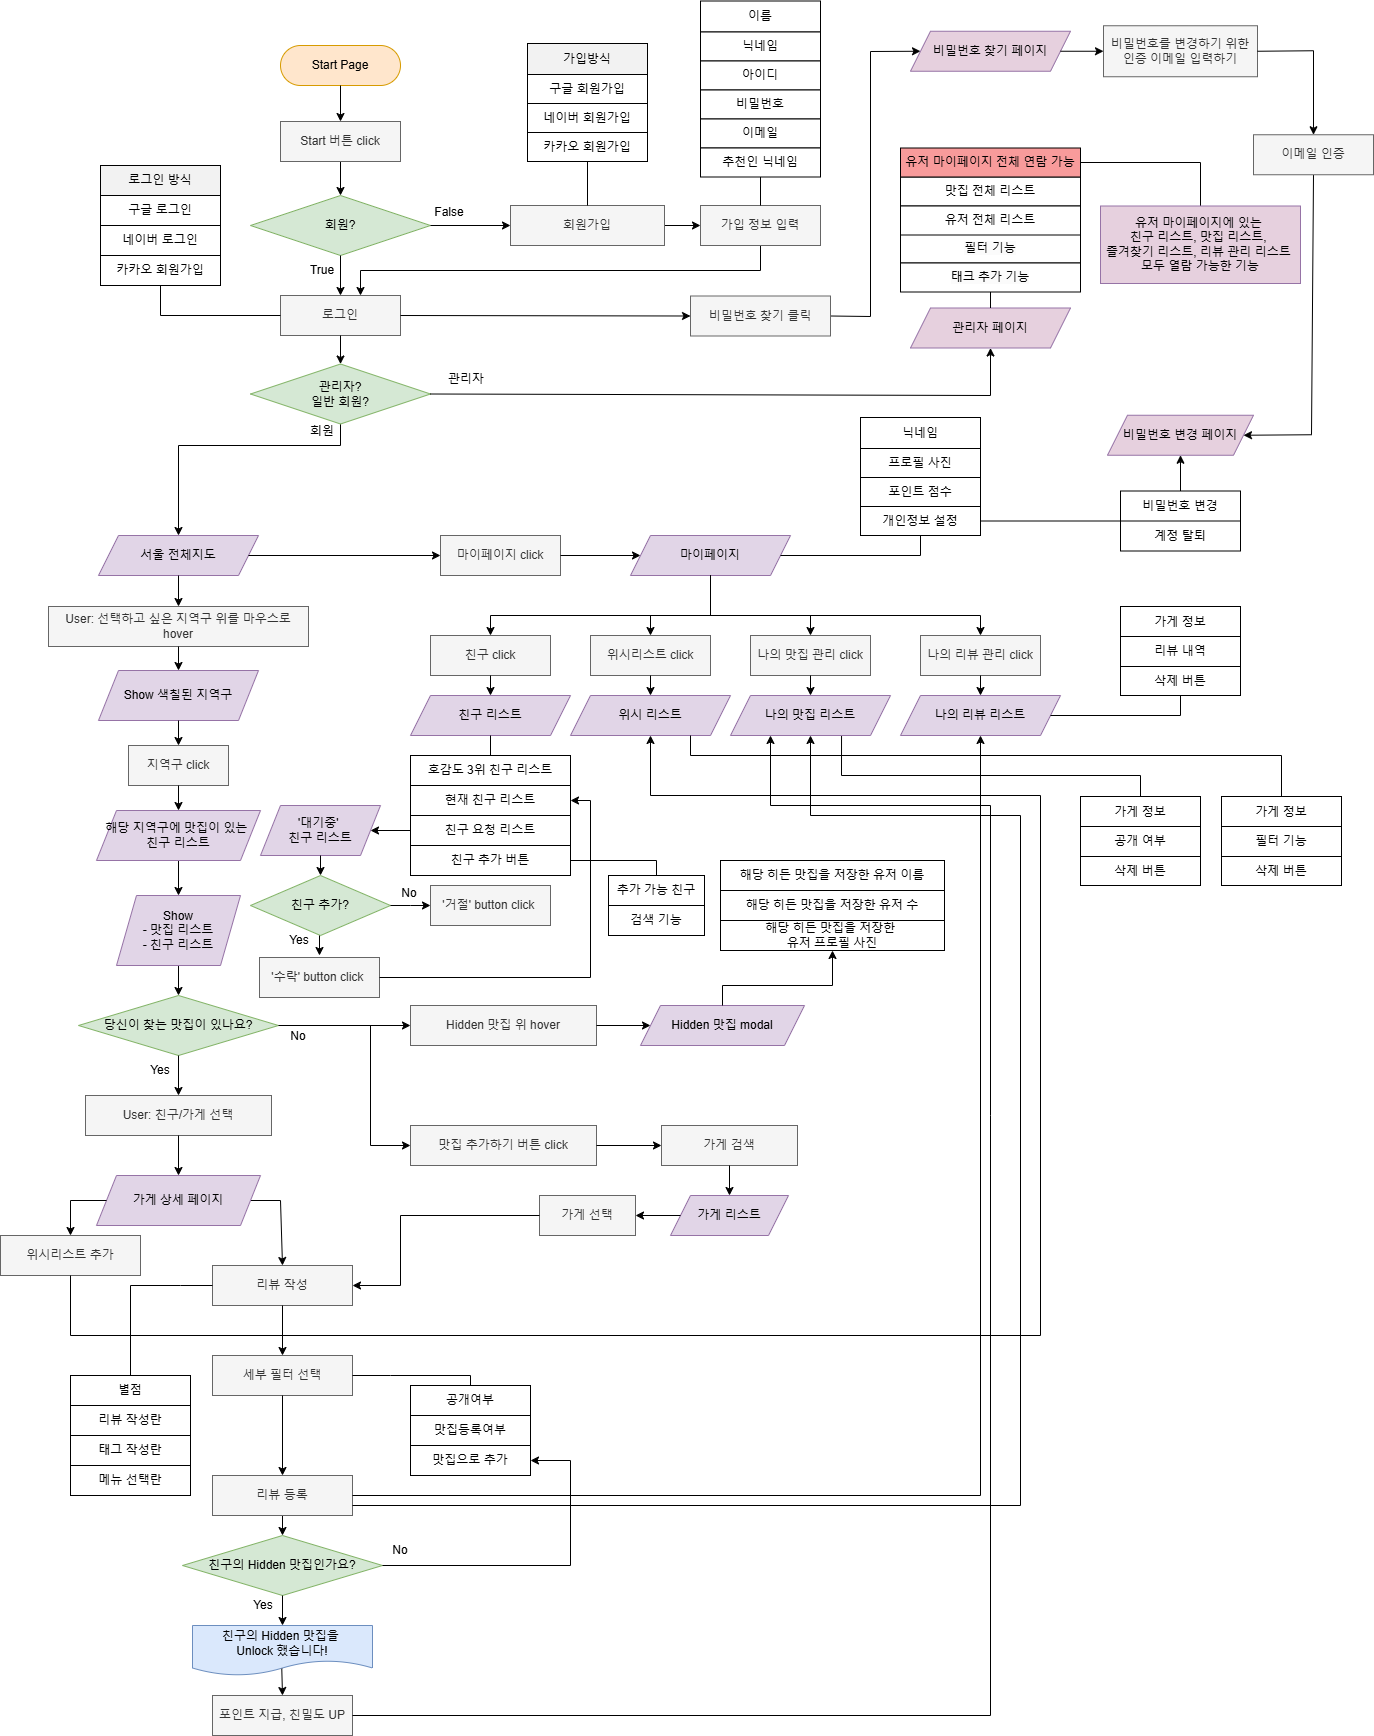 Start Page
Start 버튼 click
회원?
False
True
로그인 방식
구글 로그인
네이버 로그인
카카오 회원가입
가입방식
구글 회원가입
네이버 회원가입
카카오 회원가입
회원가입
이름
닉네임
아이디
비밀번호
이메일
추천인 닉네임
가입 정보 입력
로그인
비밀번호 찾기 클릭
비밀번호 찾기 페이지
비밀번호를 변경하기 위한
인증 이메일 입력하기
이메일 인증
유저 마이페이지 전체 연람 가능
맛집 전체 리스트
유저 전체 리스트
필터 기능
태크 추가 기능
유저 마이페이지에 있는
친구 리스트, 맛집 리스트,
즐겨찾기 리스트, 리뷰 관리 리스트
모두 열람 가능한 기능
관리자 페이지
관리자?
일반 회원?
관리자
회원
비밀번호 변경 페이지
비밀번호 변경
계정 탈퇴
닉네임
프로필 사진
포인트 점수
개인정보 설정
서울 전체지도
마이페이지 click
마이페이지
User: 선택하고 싶은 지역구 위를 마우스로
hover
친구 click
위시리스트 click
나의 맛집 관리 click
나의 리뷰 관리 click
가게 정보
리뷰 내역
삭제 버튼
Show 색칠된 지역구
친구 리스트
위시 리스트
나의 맛집 리스트
나의 리뷰 리스트
지역구 click
호감도 3위 친구 리스트
현재 친구 리스트
친구 요청 리스트
친구 추가 버튼
가게 정보
공개 여부
삭제 버튼
가게 정보
필터 기능
삭제 버튼
해당 지역구에 맛집이 있는
친구 리스트
'대기중'
친구 리스트
추가 가능 친구
검색 기능
해당 히든 맛집을 저장한 유저 이름
해당 히든 맛집을 저장한 유저 수
해당 히든 맛집을 저장한
유저 프로필 사진
친구 추가?
No
'거절' button click
Yes
'수락' button click
Show
- 맛집 리스트
- 친구 리스트
당신이 찾는 맛집이 있나요?
No
Hidden 맛집 위 hover
Hidden 맛집 modal
Yes
User: 친구/가게 선택
맛집 추가하기 버튼 click
가게 검색
가게 상세 페이지
가게 선택
가게 리스트
위시리스트 추가
리뷰 작성
세부 필터 선택
별점
리뷰 작성란
태그 작성란
메뉴 선택란
공개여부
맛집등록여부
맛집으로 추가
리뷰 등록
친구의 Hidden 맛집인가요?
No
Yes
친구의 Hidden 맛집을
Unlock 했습니다!
포인트 지급, 친밀도 UP